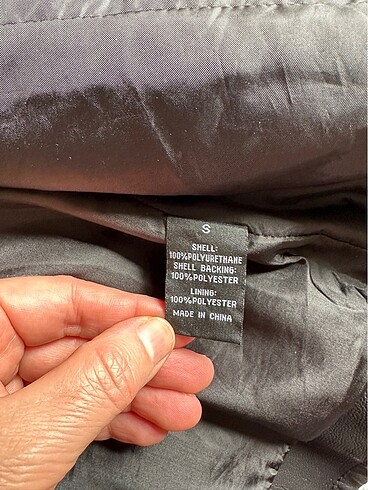 S
SHELL:
100%POLYURETHANE
SHELL BACKING:
100%POLYESTER
LINING:
100%POLYESTER
MADE IN CHINA